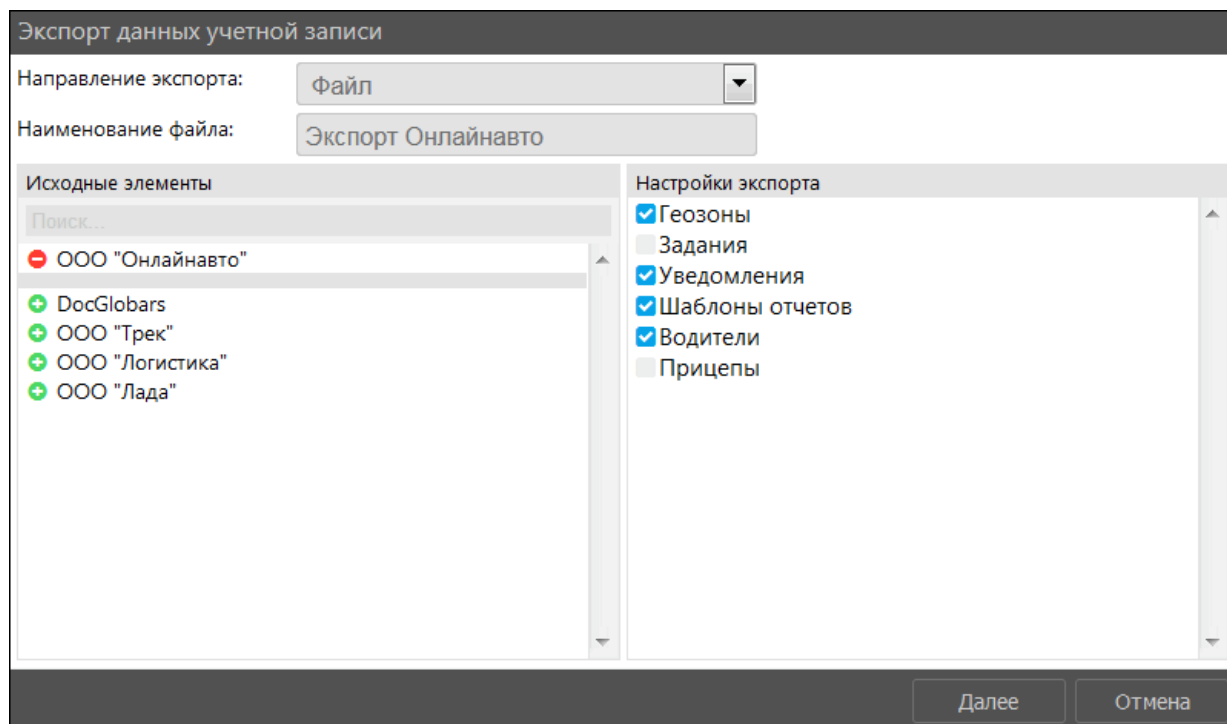 Экспорт данных учетной записи
Направление экспорта:
Файл
Наименование файла:
Экспорт Онлайнавто
Исходные элементы
Поиск...
ООО "Онлайнавто"
DocGlobars
ООО "Трек"
ООО "Логистика"
ООО "Лада"
Настройки экспорта
Геозоны
Задания
Уведомления
Шаблоны отчетов
Водители
Прицепы
Далее
Отмена